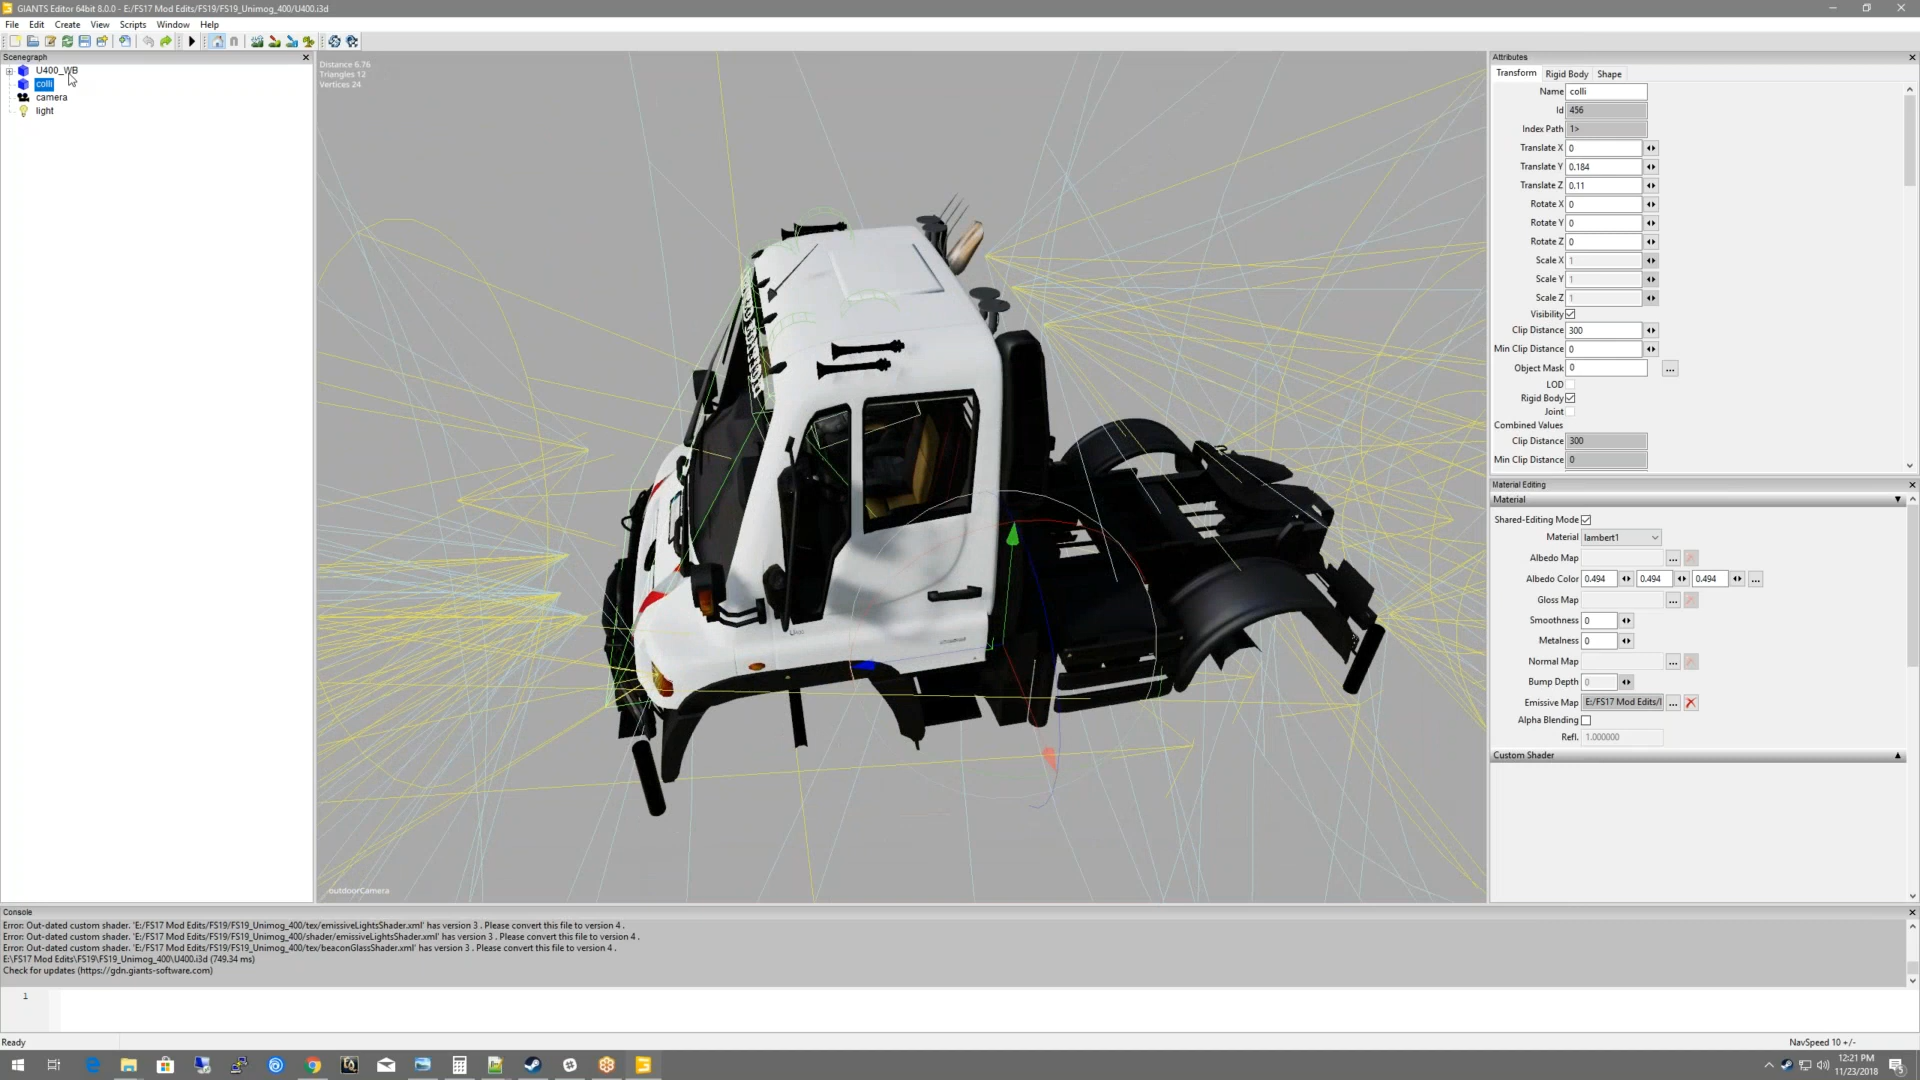 GIANTS Editor 64bit 8.0.0 - E:/FS17 Mod Edits/FS19/FS19_Unimog_400/U400.i3d
File Edit Create View Scripts Window Help
Scenegraph
U400_WB
colli
camera
light
Distance 6.76
Triangles 12
Vertices 24
outdoorCamera
Attributes
Transform Rigid Body Shape
Name colli
Id 456
Index Path 1>
Translate X 0
Translate Y 0.184
Translate Z 0.11
Rotate X 0
Rotate Y 0
Rotate Z 0
Scale X 1
Scale Y 1
Scale Z 1
Visibility
Clip Distance 300
Min Clip Distance 0
Object Mask 0 ...
LOD
Rigid Body
Joint
Combined Values
Clip Distance 300
Min Clip Distance 0
Material Editing
Material
Shared-Editing Mode
Material lambert1
Albedo Map ...
Albedo Color 0.494 0.494 0.494 ...
Gloss Map ...
Smoothness 0
Metalness 0
Normal Map ...
Bump Depth 0
Emissive Map E:/FS17 Mod Edits/I ...
Alpha Blending
Refl. 1.000000
Custom Shader
Console
Error: Out-dated custom shader. 'E:/FS17 Mod Edits/FS19/FS19_Unimog_400/tex/emissiveLightsShader.xml' has version 3 . Please convert this file to version 4 .
Error: Out-dated custom shader. 'E:/FS17 Mod Edits/FS19/FS19_Unimog_400/shader/emissiveLightsShader.xml' has version 3 . Please convert this file to version 4 .
Error: Out-dated custom shader. 'E:/FS17 Mod Edits/FS19/FS19_Unimog_400/tex/beaconGlassShader.xml' has version 3 . Please convert this file to version 4 .
E:\FS17 Mod Edits\FS19\FS19_Unimog_400\U400.i3d (749.34 ms)
Check for updates (https://gdn.giants-software.com)
1
Ready
NavSpeed 10 +/-
12:21 PM
11/23/2018